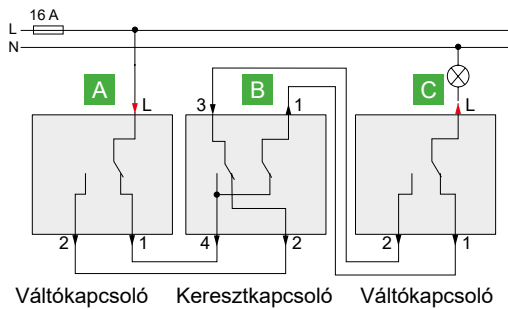 L 16 A
N
A L 3 B 1 C L
2 1 4 2 2 1
Váltókapcsoló Keresztkapcsoló Váltókapcsoló